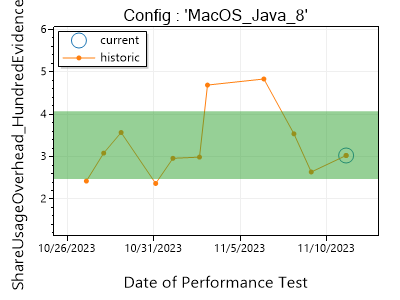 Config : 'MacOS_Java_8'
ShareUsageOverhead_HundredEvidence
current
historic
6
5
4
3
2
10/26/2023
10/31/2023
11/5/2023
11/10/2023
Date of Performance Test